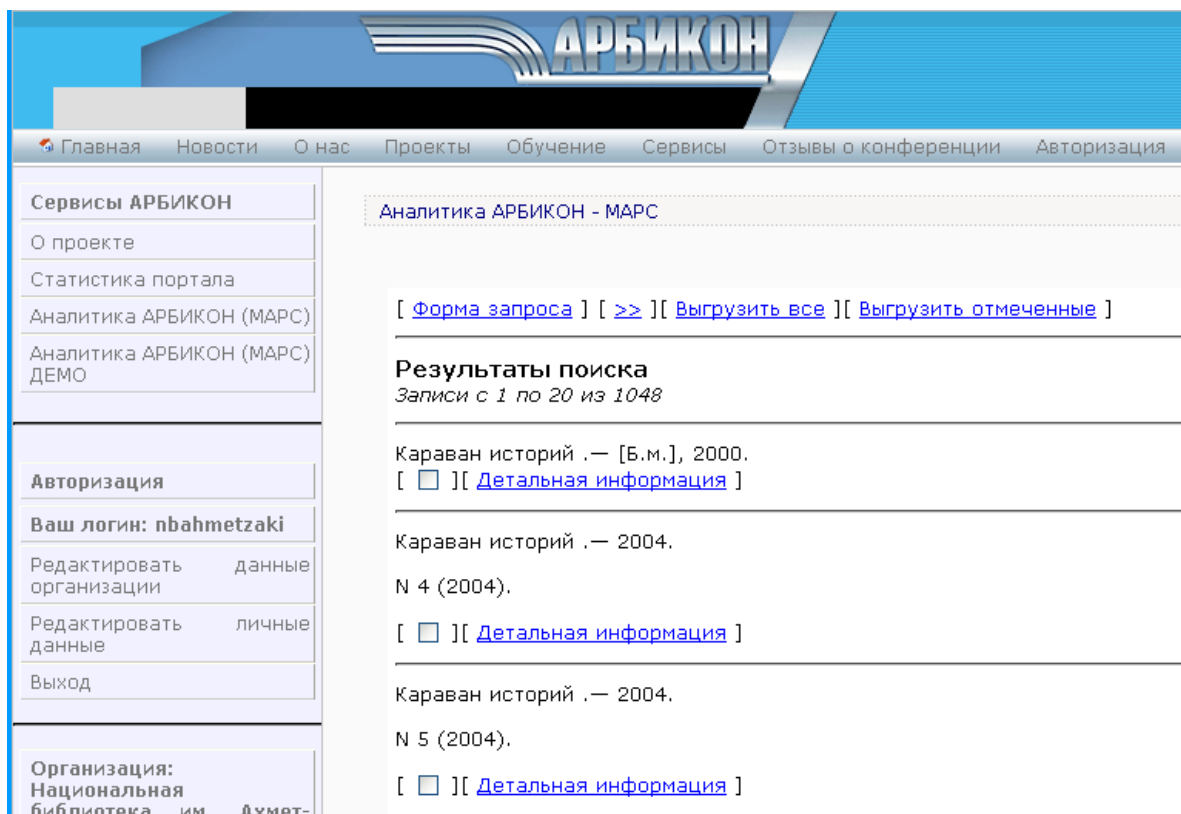 АРБИКОН
Главная Новости О нас Проекты Обучение Сервисы Отзывы о конференции Авторизация
Сервисы АРБИКОН
О проекте
Статистика портала
Аналитика АРБИКОН (МАРС)
Аналитика АРБИКОН (МАРС)
ДЕМО
Авторизация
Ваш логин: nbahmetzaki
Редактировать данные
организации
Редактировать личные
данные
Выход
Организация:
Национальная
библиотека им. Ахмет-
Аналитика АРБИКОН - МАРС
[ Форма запроса ] [ >> ][ Выгрузить все ][ Выгрузить отмеченные ]
Результаты поиска
Записи с 1 по 20 из 1048
Караван историй .— [Б.м.], 2000.
[ ][ Детальная информация ]
Караван историй .— 2004.
N 4 (2004).
[ ][ Детальная информация ]
Караван историй .— 2004.
N 5 (2004).
[ ][ Детальная информация ]